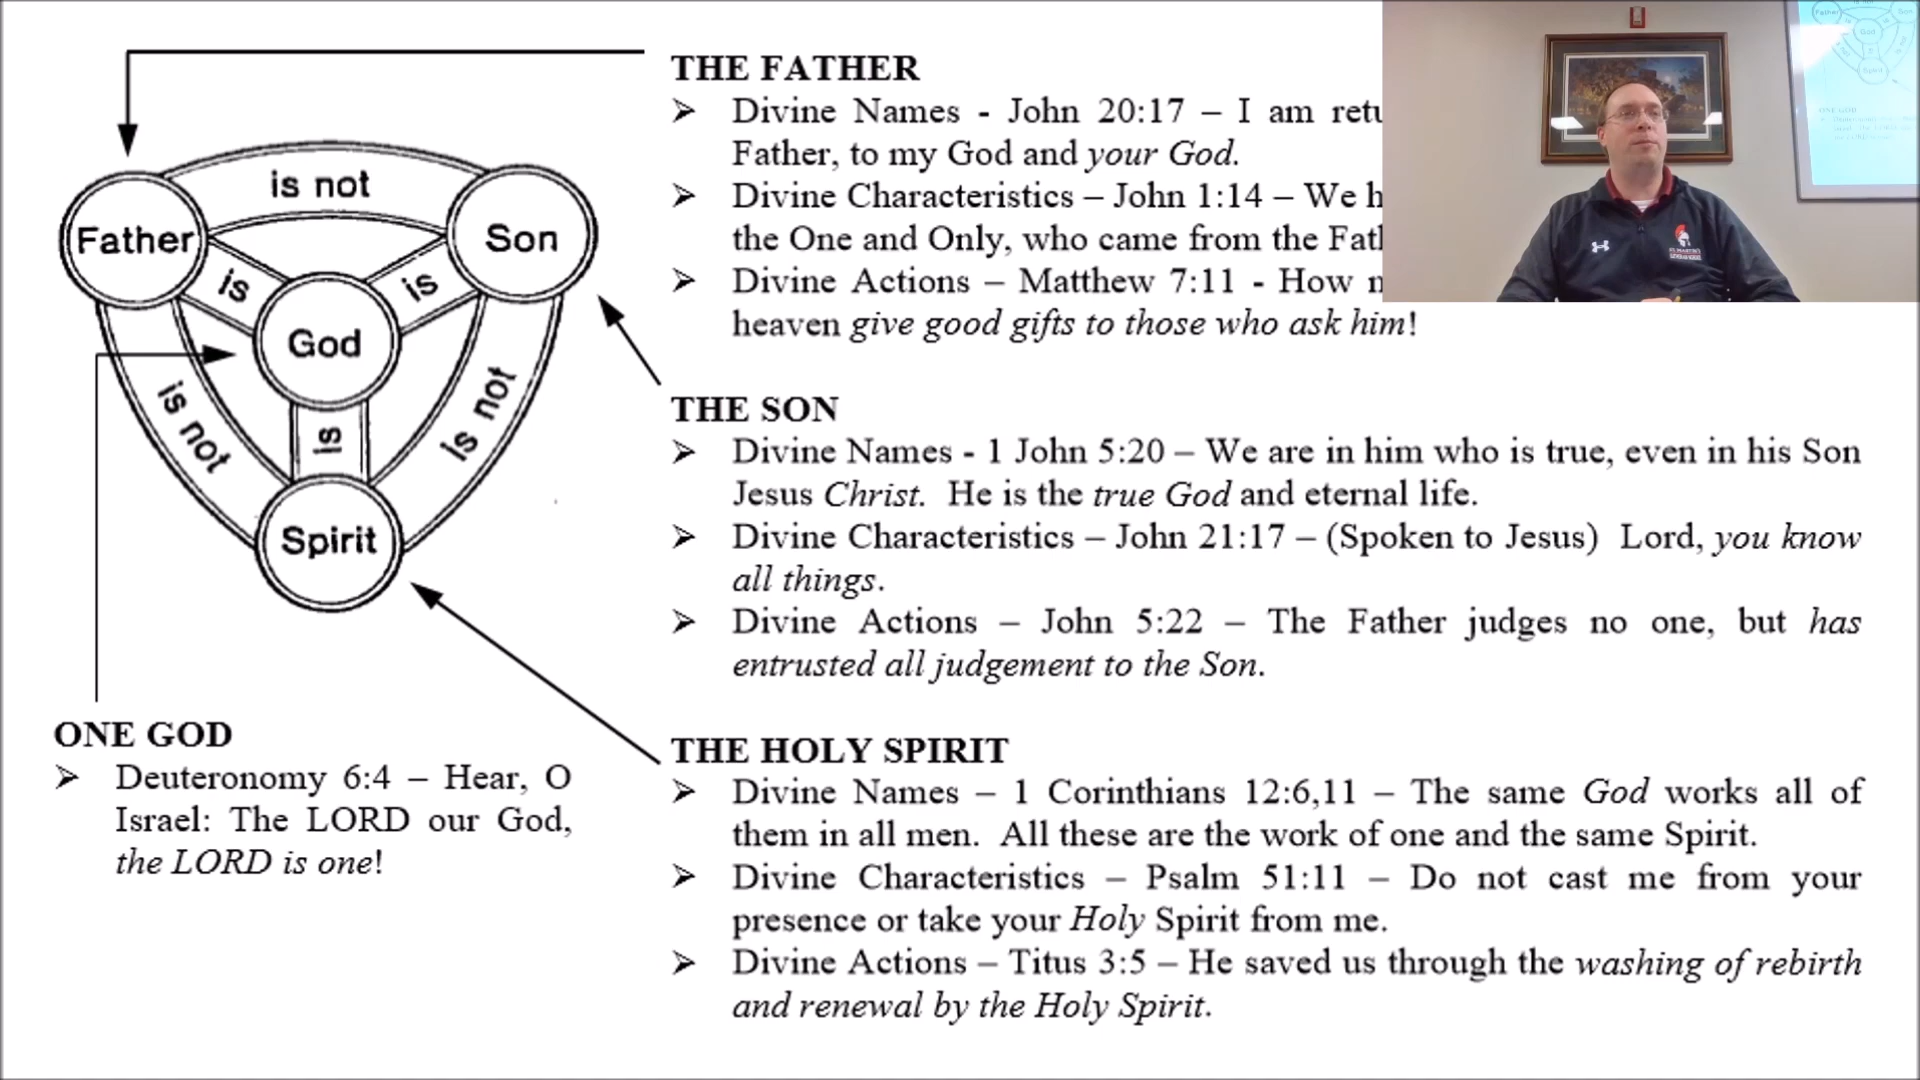 THE FATHER
➢ Divine Names - John 20:17 – I am retu
Father, to my God and your God.
➢ Divine Characteristics – John 1:14 – We h
the One and Only, who came from the Fat
➢ Divine Actions – Matthew 7:11 - How
heaven give good gifts to those who ask him!
is not
Father
Son
is
is
God
is not
is
is not
Spirit
THE SON
➢ Divine Names - 1 John 5:20 – We are in him who is true, even in his Son
Jesus Christ. He is the true God and eternal life.
➢ Divine Characteristics – John 21:17 – (Spoken to Jesus) Lord, you know
all things.
➢ Divine Actions – John 5:22 – The Father judges no one, but has
entrusted all judgement to the Son.
ONE GOD
➢ Deuteronomy 6:4 – Hear, O
Israel: The LORD our God,
the LORD is one!
THE HOLY SPIRIT
➢ Divine Names – 1 Corinthians 12:6,11 – The same God works all of
them in all men. All these are the work of one and the same Spirit.
➢ Divine Characteristics – Psalm 51:11 – Do not cast me from your
presence or take your Holy Spirit from me.
➢ Divine Actions – Titus 3:5 – He saved us through the washing of rebirth
and renewal by the Holy Spirit.
Father
God
Spirit
ONE GOD